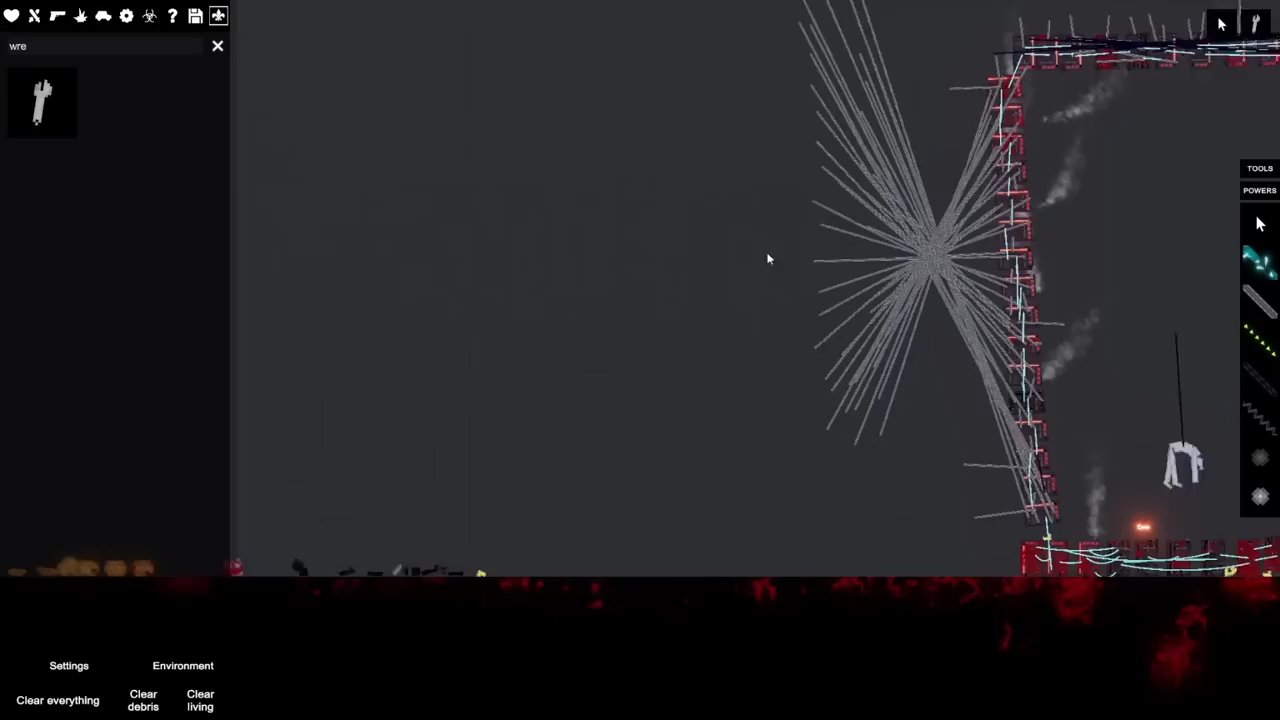 wre
TOOLS
POWERS
Settings
Environment
Clear everything
Clear
debris
Clear
living